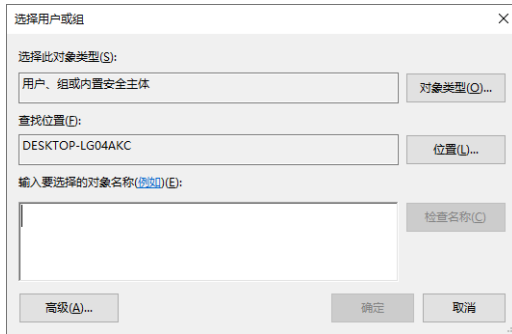 选择用户或组
选择此对象类型(S):
用户、组或内置安全主体
对象类型(O)...
查找位置(F):
DESKTOP-LG04AKC
位置(L)...
输入要选择的对象名称(例如)(E):
检查名称(C)
高级(A)...
确定
取消